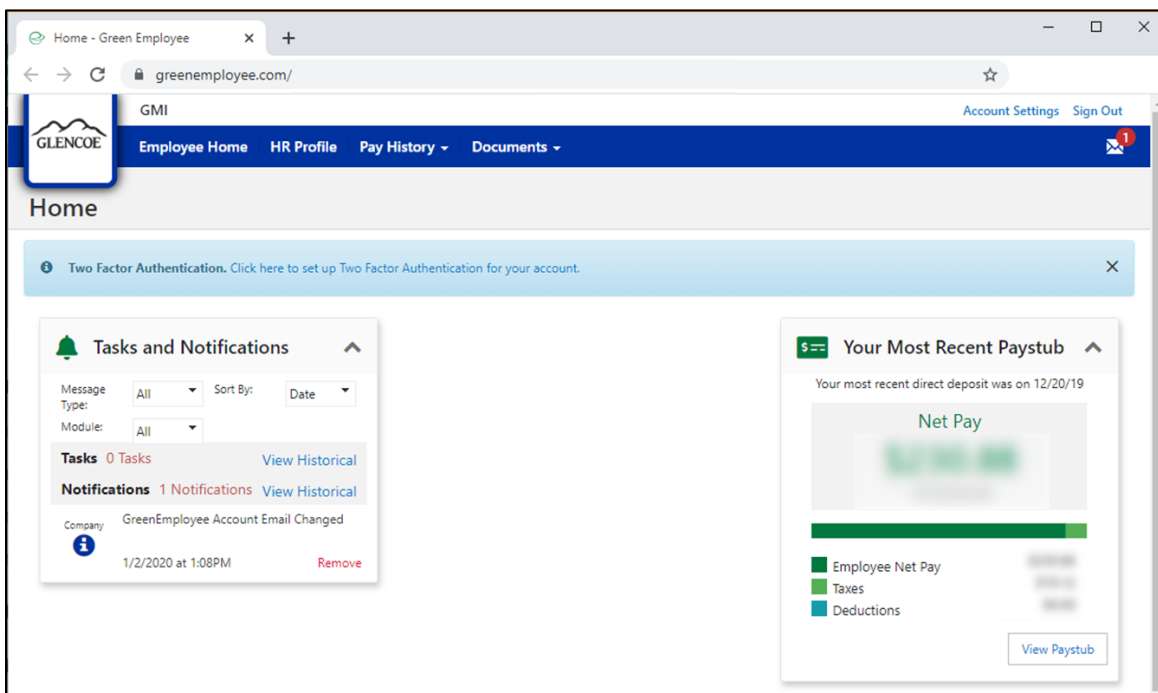 Home - Green Employee
greenemployee.com/
GMI
Account Settings Sign Out
GLENCOE
Employee Home HR Profile Pay History Documents
1
Home
Two Factor Authentication. Click here to set up Two Factor Authentication for your account.
Tasks and Notifications
Message Type: All Sort By: Date
Module: All
Tasks 0 Tasks View Historical
Notifications 1 Notifications View Historical
Company
GreenEmployee Account Email Changed
1/2/2020 at 1:08PM Remove
Your Most Recent Paystub
Your most recent direct deposit was on 12/20/19
Net Pay
Employee Net Pay
Taxes
Deductions
View Paystub